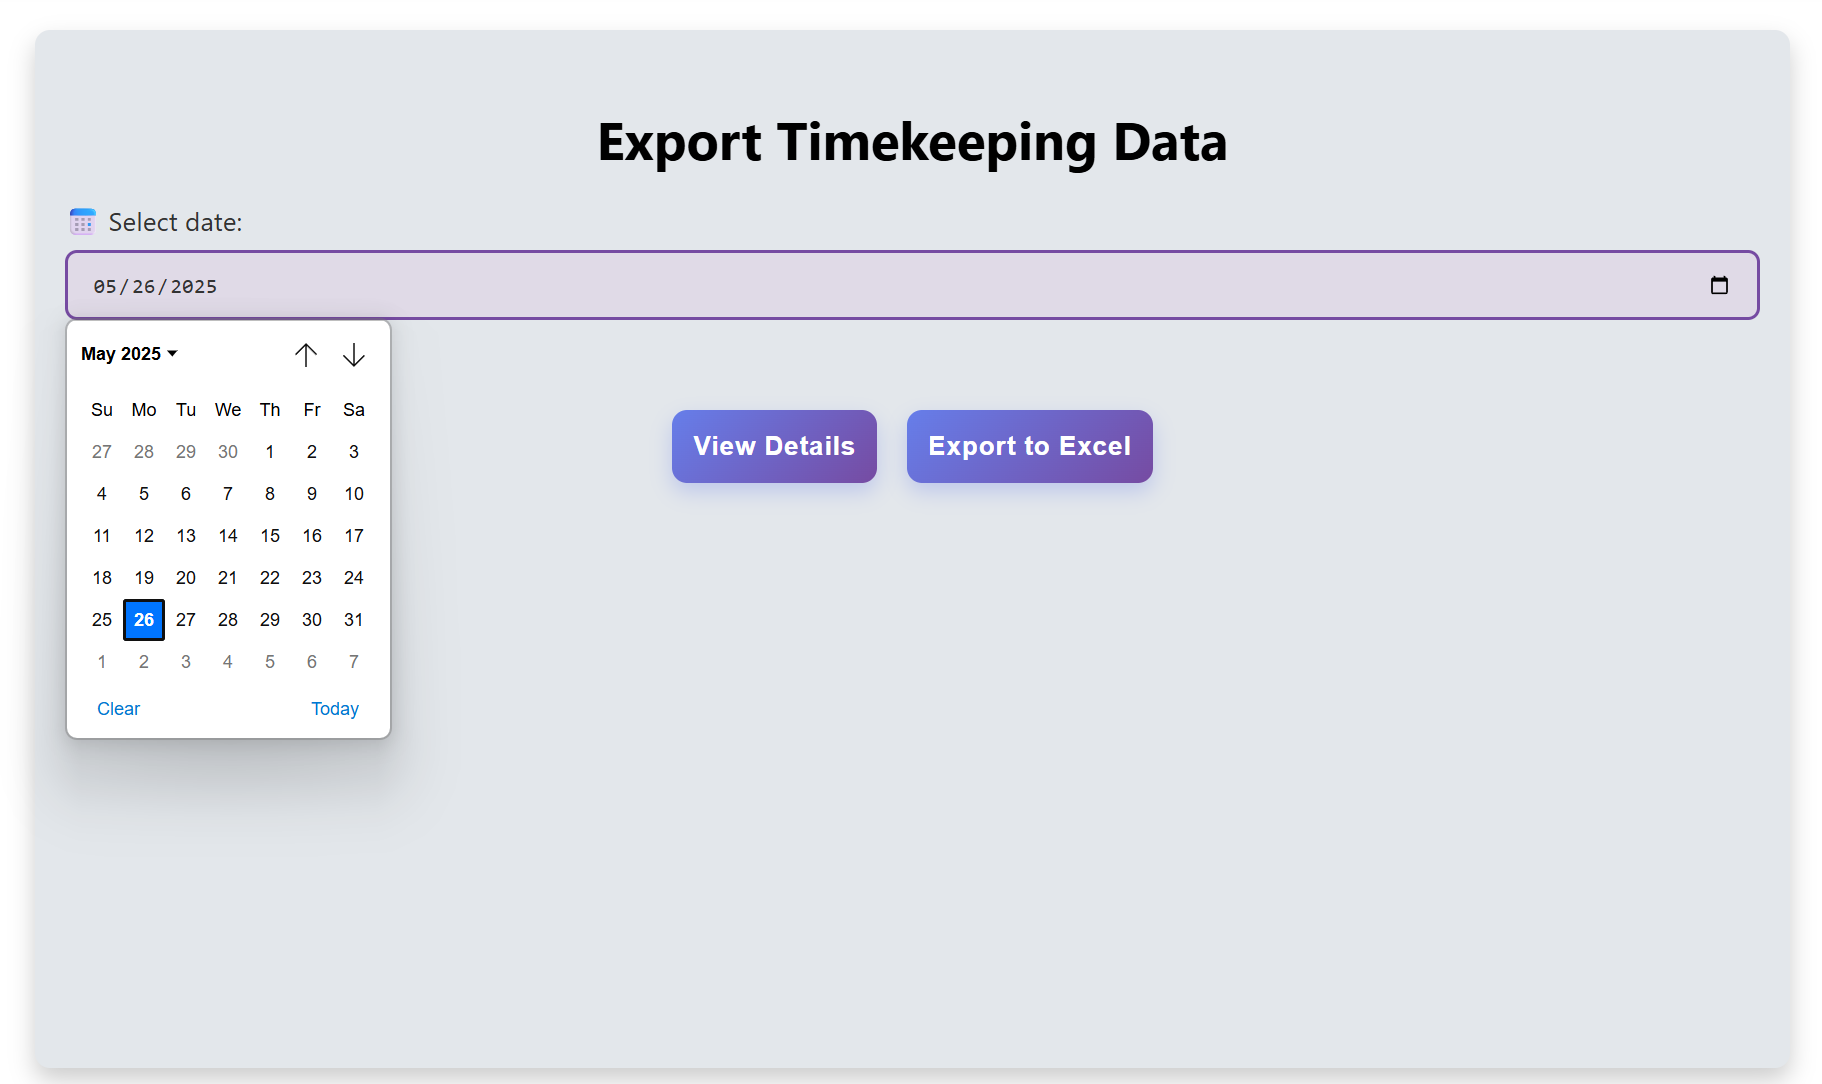 Export Timekeeping Data
Select date:
05/26/2025
May 2025
Su Mo Tu We Th Fr Sa
27 28 29 30 1 2 3
4 5 6 7 8 9 10
11 12 13 14 15 16 17
18 19 20 21 22 23 24
25 26 27 28 29 30 31
1 2 3 4 5 6 7
Clear Today
View Details Export to Excel